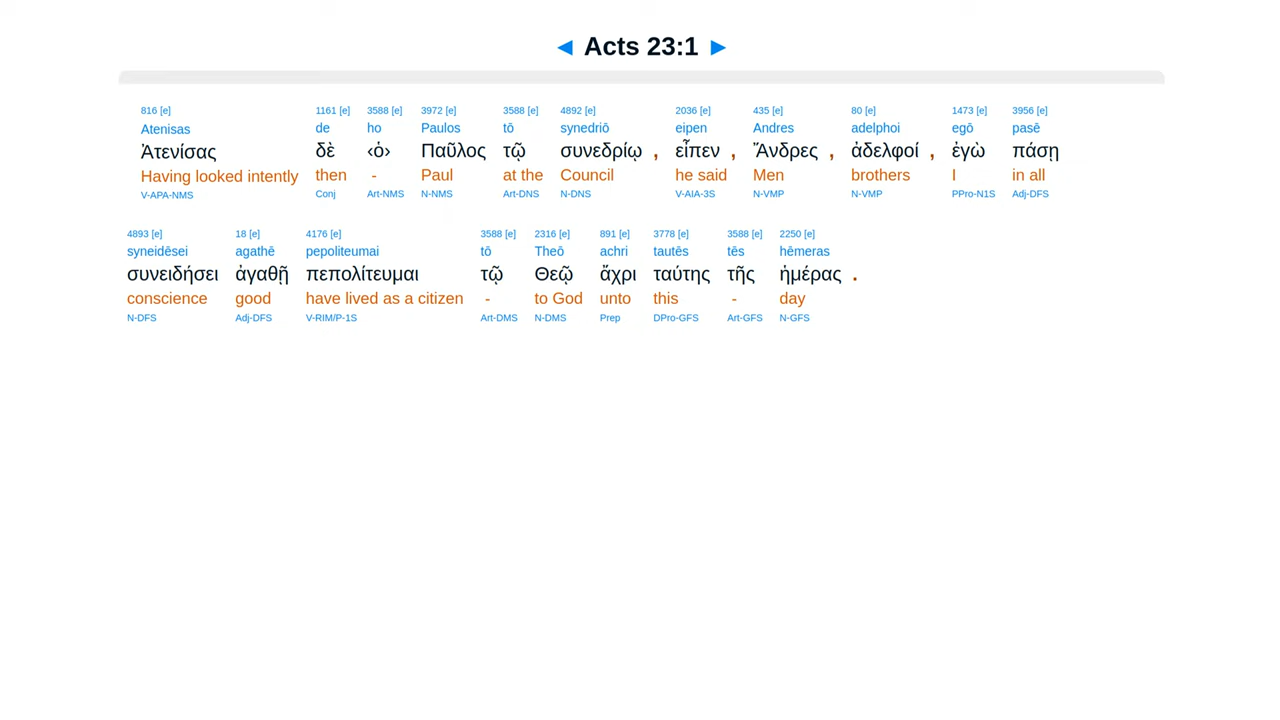 ◄ Acts 23:1 ►
816 [e] 1161 [e] 3588 [e] 3972 [e] 3588 [e] 4892 [e] 2036 [e] 435 [e] 80 [e] 1473 [e] 3956 [e]
Atenisas de ho Paulos tō synedriō eipen Andres adelphoi egō pasē
Ἀτενίσας δὲ ‹ὁ› Παῦλος τῷ συνεδρίῳ , εἶπεν , Ἄνδρες , ἀδελφοί , ἐγὼ πάσῃ
Having looked intently then - Paul at the Council he said Men brothers I in all
V-APA-NMS Conj Art-NMS N-NMS Art-DNS N-DNS V-AIA-3S N-VMP N-VMP PPro-N1S Adj-DFS
4893 [e] 18 [e] 4176 [e] 3588 [e] 2316 [e] 891 [e] 3778 [e] 3588 [e] 2250 [e]
syneidēsei agathē pepoliteumai tō Theō achri tautēs tēs hēmeras
συνειδήσει ἀγαθῇ πεπολίτευμαι τῷ Θεῷ ἄχρι ταύτης τῆς ἡμέρας .
conscience good have lived as a citizen - to God unto this - day
N-DFS Adj-DFS V-RIM/P-1S Art-DMS N-DMS Prep DPro-GFS Art-GFS N-GFS